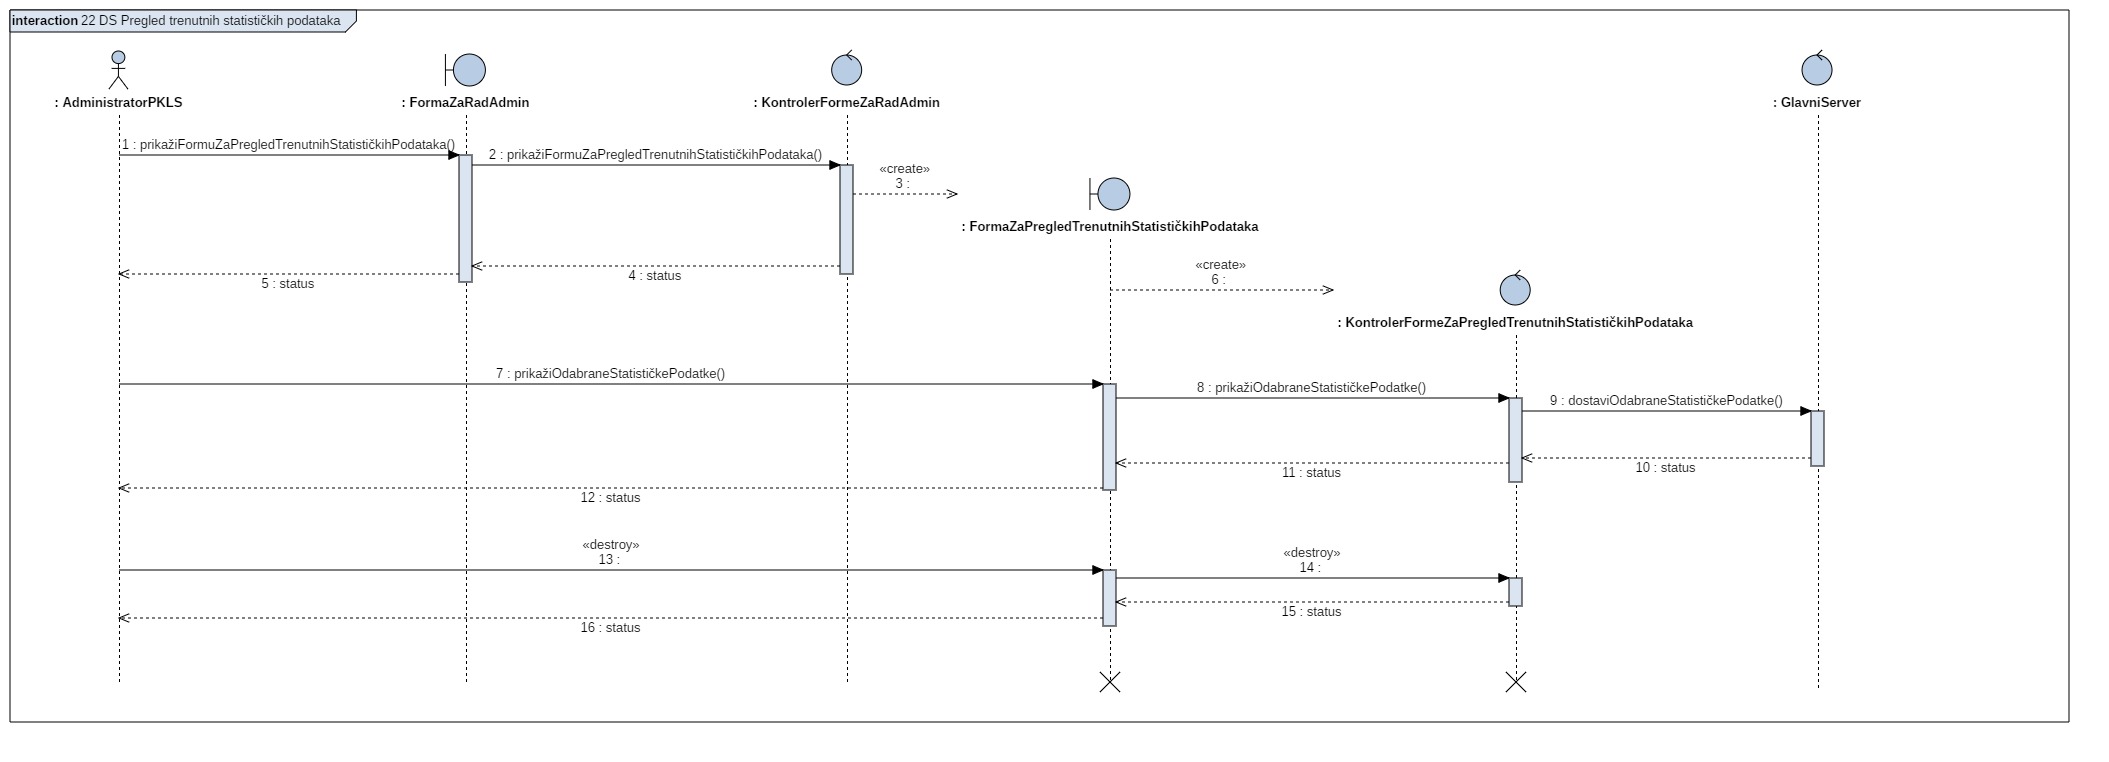 interaction 22 DS Pregled trenutnih statističkih podataka
: AdministratorPKLS
: FormaZaRadAdmin
: KontrolerFormeZaRadAdmin
: GlavniServer
1 : prikažiFormuZaPregledTrenutnihStatističkihPodataka()
2 : prikažiFormuZaPregledTrenutnihStatističkihPodataka()
«create»
3 :
: FormaZaPregledTrenutnihStatističkihPodataka
4 : status
5 : status
«create»
6 :
: KontrolerFormeZaPregledTrenutnihStatističkihPodataka
7 : prikažiOdabraneStatističkePodatke()
8 : prikažiOdabraneStatističkePodatke()
9 : dostaviOdabraneStatističkePodatke()
10 : status
11 : status
12 : status
«destroy»
13 :
«destroy»
14 :
15 : status
16 : status